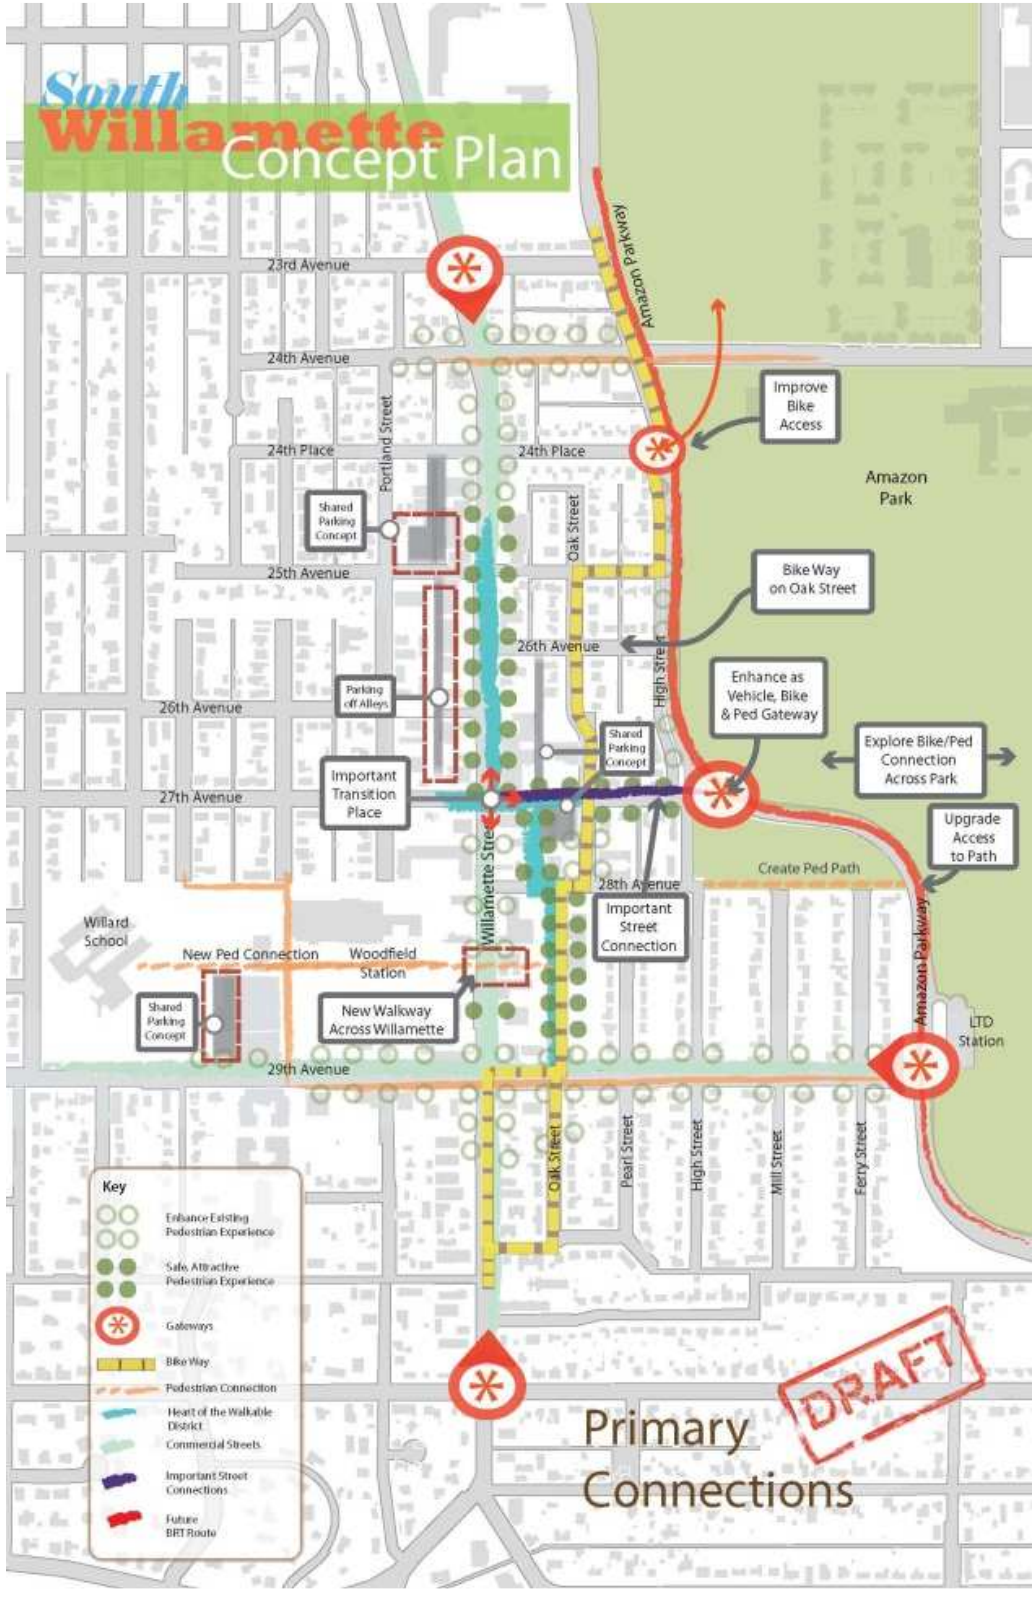 South
Willamette
Concept Plan
23rd Avenue
Amazon Parkway
24th Avenue
Improve
Bike
Access
Portland Street
24th Place
24th Place
Amazon
Park
Shared
Parking
Concept
Oak Street
25th Avenue
Bike Way
on Oak Street
26th Avenue
High Street
Enhance as
Vehicle, Bike
& Ped Gateway
Parking
off Alleys
26th Avenue
Shared
Parking
Concept
Explore Bike/Ped
Connection
Across Park
Important
Transition
Place
27th Avenue
Upgrade
Access
to Path
Willamette Street
Create Ped Path
28th Avenue
Important
Street
Connection
Willard
School
New Ped Connection
Woodfield
Station
Amazon Parkway
Shared
Parking
Concept
New Walkway
Across Willamette
LTD
Station
29th Avenue
Oak Street
Pearl Street
High Street
Mill Street
Ferry Street
Key
Enhance Existing
Pedestrian Experience
Safe, Attractive
Pedestrian Experience
Gateways
Bike Way
Pedestrian Connection
Heart of the Walkable
District
Commercial Streets
Important Street
Connections
Future
BRT Route
DRAFT
Primary
Connections